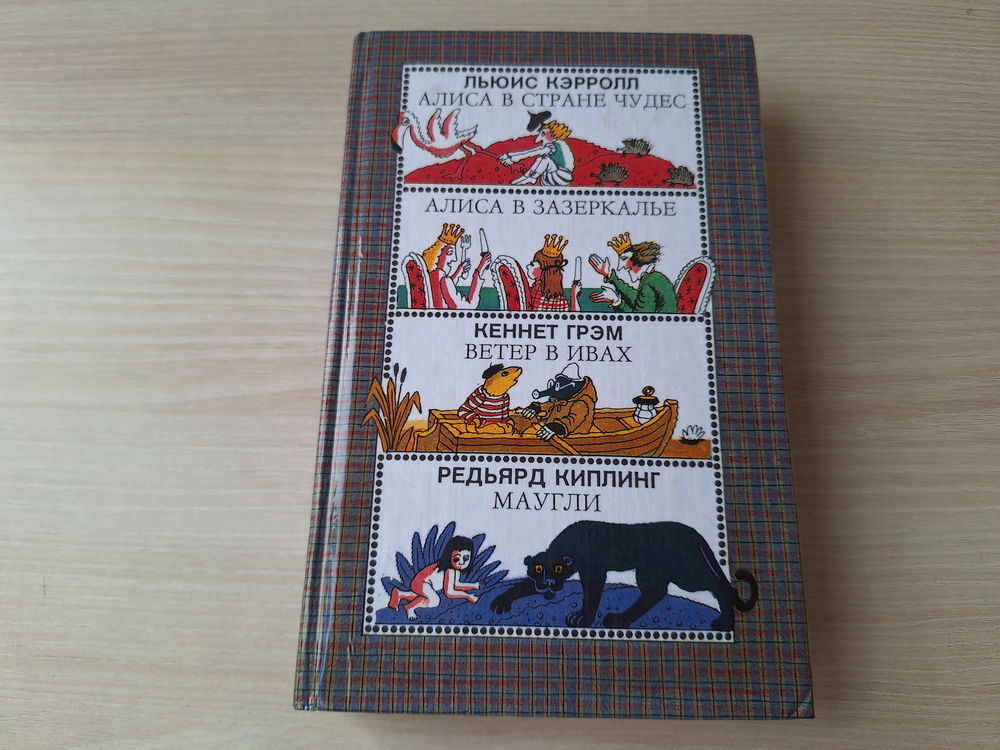 ЛЬЮИС КЭРРОЛЛ
АЛИСА В СТРАНЕ ЧУДЕС
АЛИСА В ЗАЗЕРКАЛЬЕ
КЕННЕТ ГРЭМ
ВЕТЕР В ИВАХ
РЕДЬЯРД КИПЛИНГ
МАУГЛИ